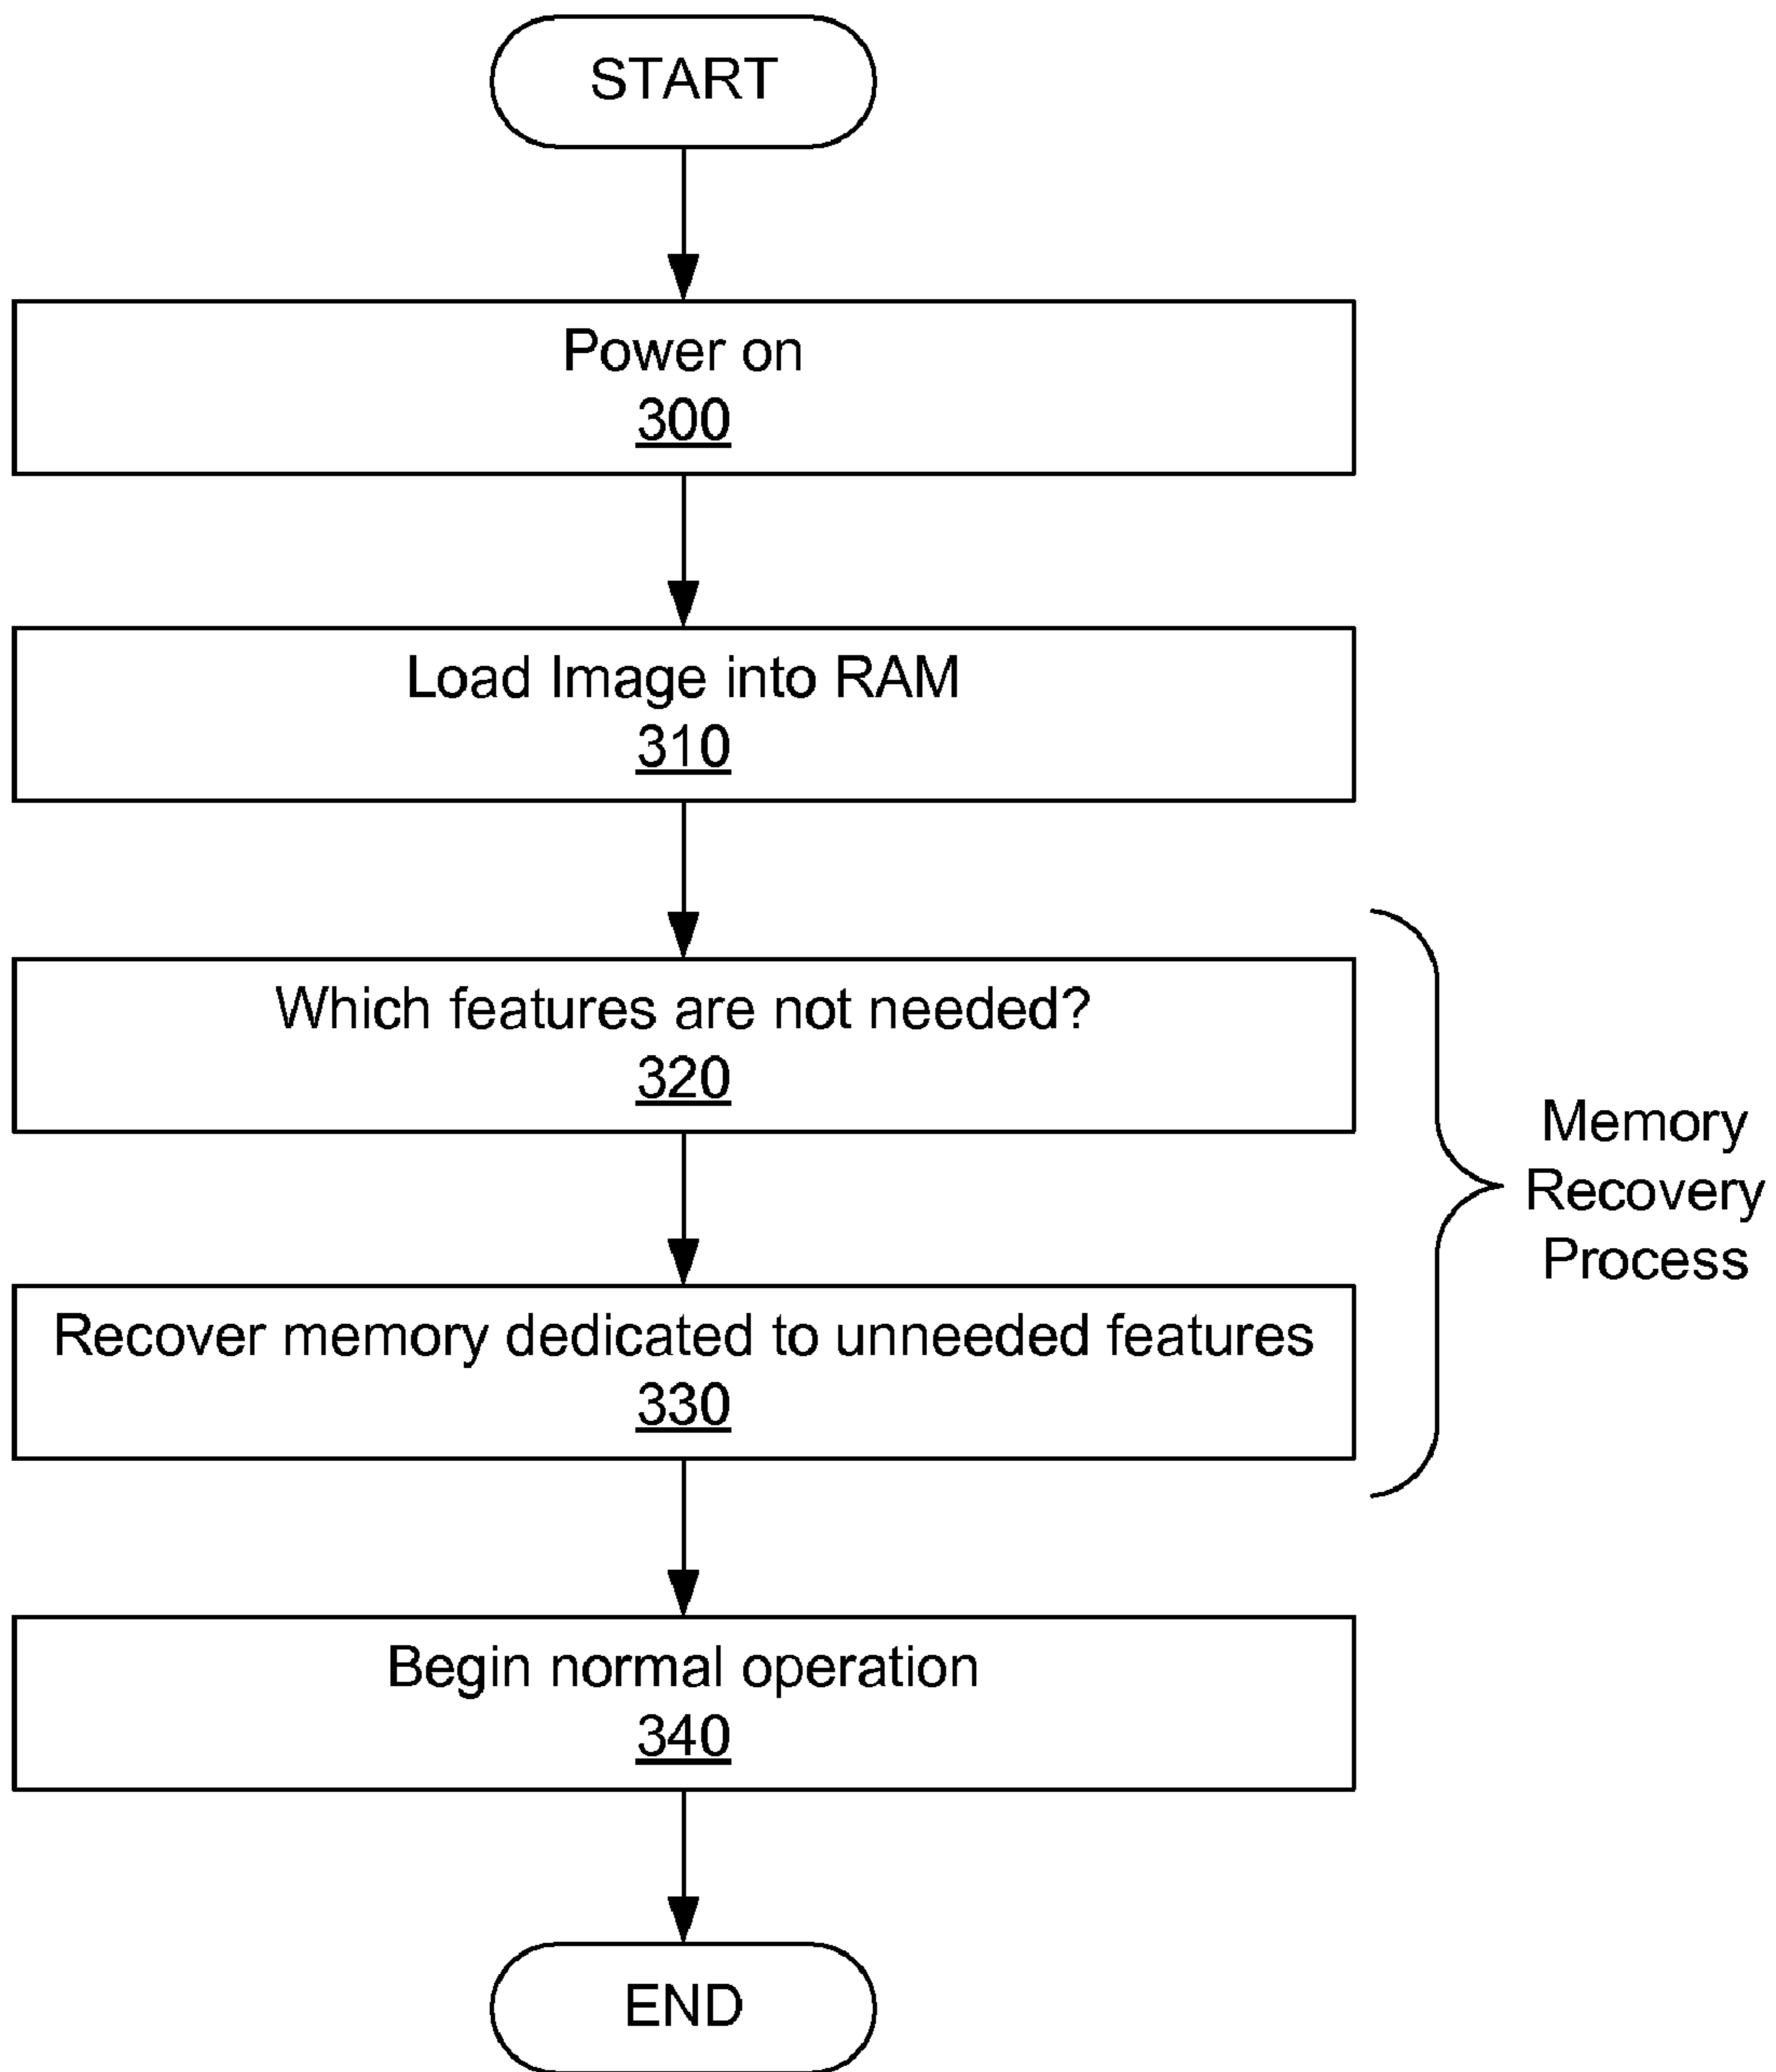 START
Power on
300
Load Image into RAM
310
Which features are not needed?
320
Recover memory dedicated to unneeded features
330
Memory
Recovery
Process
Begin normal operation
340
END